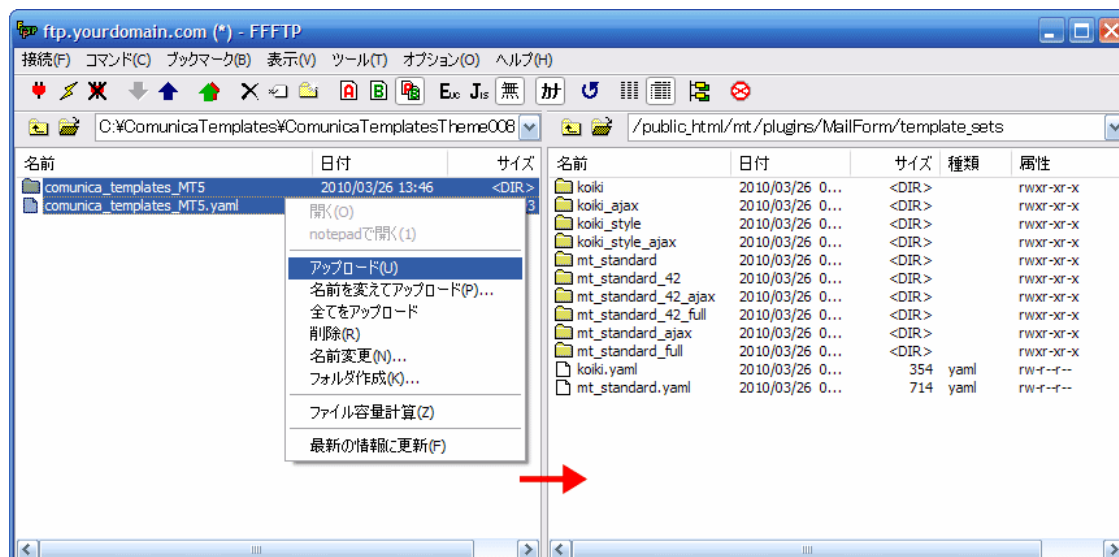 ftp.yourdomain.com (*) - FFFTP
接続(F) コマンド(C) ブックマーク(B) 表示(V) ツール(T) オプション(O) ヘルプ(H)
A B Euc Jis 無 カナ
C:¥ComunicaTemplates¥ComunicaTemplatesTheme008
/public_html/mt/plugins/MailForm/template_sets
名前 日付 サイズ
comunica_templates_MT5 2010/03/26 13:46 <DIR>
comunica_templates_MT5.yaml 3
開く(O)
notepadで開く(1)
アップロード(U)
名前を変えてアップロード(P)...
全てをアップロード
削除(R)
名前変更(N)...
フォルダ作成(K)...
ファイル容量計算(Z)
最新の情報に更新(F)
名前 日付 サイズ 種類 属性
koiki 2010/03/26 0... <DIR> rwxr-xr-x
koiki_ajax 2010/03/26 0... <DIR> rwxr-xr-x
koiki_style 2010/03/26 0... <DIR> rwxr-xr-x
koiki_style_ajax 2010/03/26 0... <DIR> rwxr-xr-x
mt_standard 2010/03/26 0... <DIR> rwxr-xr-x
mt_standard_42 2010/03/26 0... <DIR> rwxr-xr-x
mt_standard_42_ajax 2010/03/26 0... <DIR> rwxr-xr-x
mt_standard_42_full 2010/03/26 0... <DIR> rwxr-xr-x
mt_standard_ajax 2010/03/26 0... <DIR> rwxr-xr-x
mt_standard_full 2010/03/26 0... <DIR> rwxr-xr-x
koiki.yaml 2010/03/26 0... 354 yaml rw-r--r--
mt_standard.yaml 2010/03/26 0... 714 yaml rw-r--r--